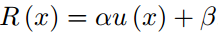 R (x) = αu (x) + β